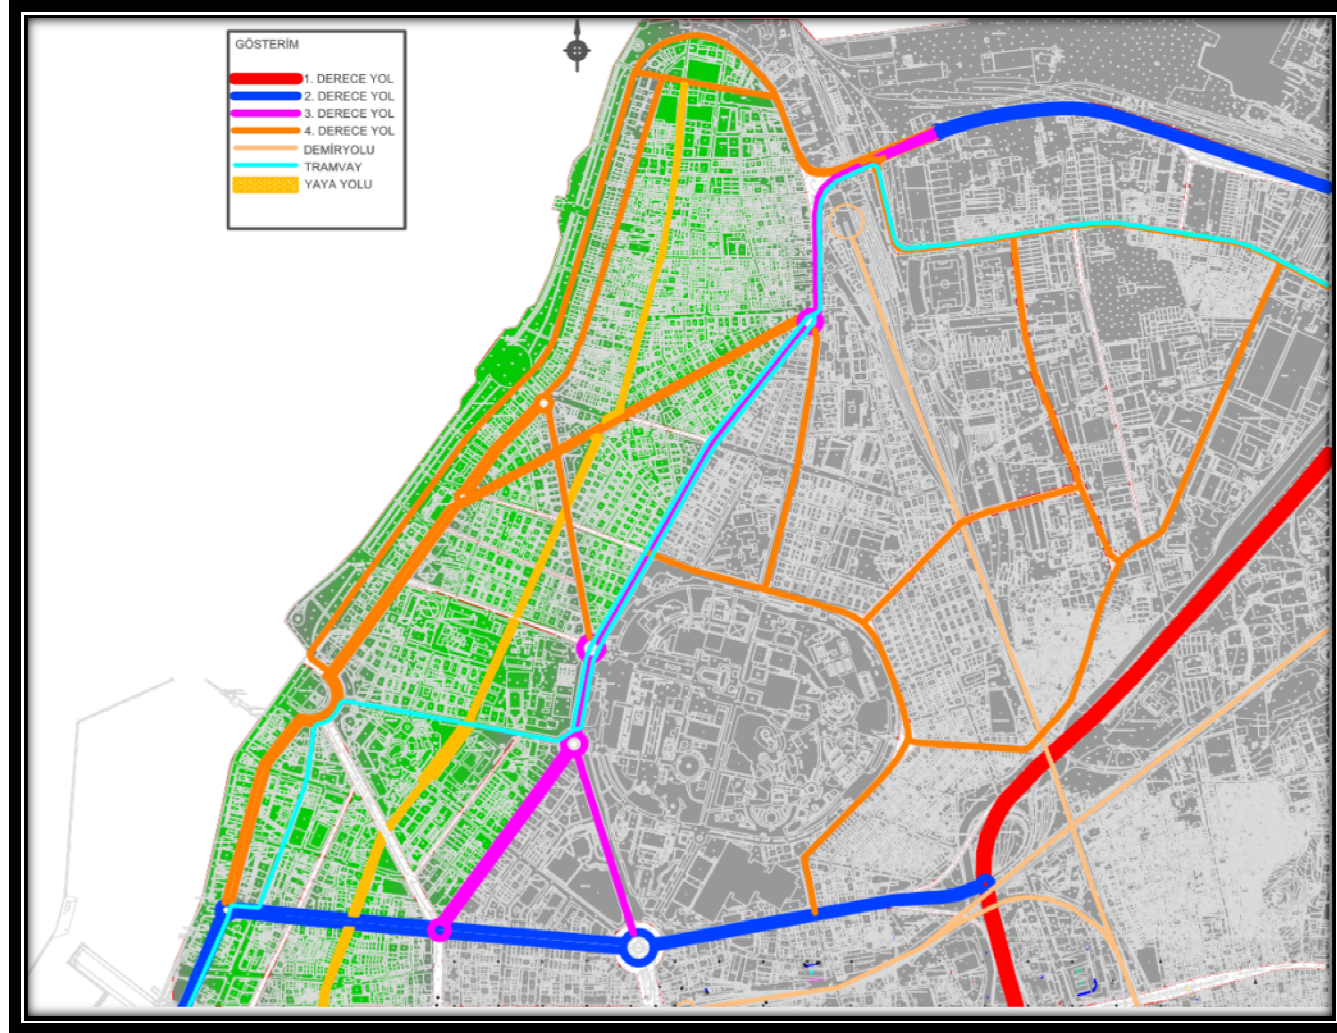 GÖSTERİM
1. DERECE YOL
2. DERECE YOL
3. DERECE YOL
4. DERECE YOL
DEMİRYOLU
TRAMVAY
YAYA YOLU